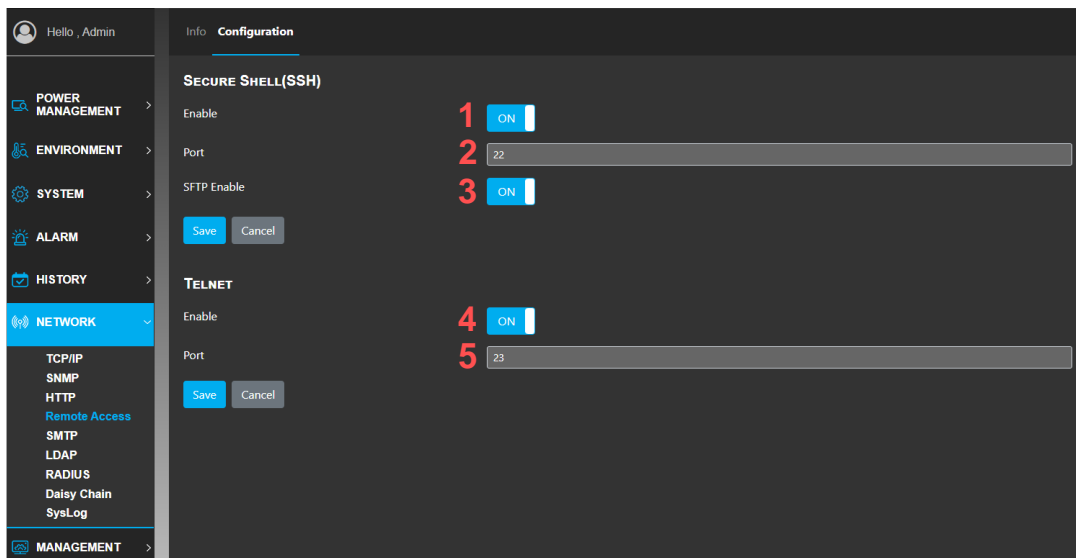 Hello , Admin
Info Configuration
SECURE SHELL(SSH)
Enable
1
ON
Port
2
22
SFTP Enable
3
ON
Save Cancel
TELNET
Enable
4
ON
Port
5
23
Save Cancel
POWER
MANAGEMENT
ENVIRONMENT
SYSTEM
ALARM
HISTORY
NETWORK
TCP/IP
SNMP
HTTP
Remote Access
SMTP
LDAP
RADIUS
Daisy Chain
SysLog
MANAGEMENT